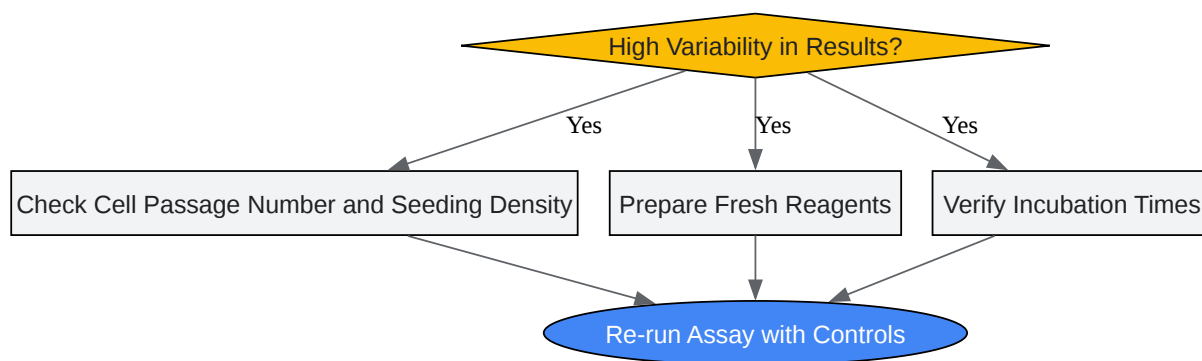 High Variability in Results?
Yes
Yes
Yes
Check Cell Passage Number and Seeding Density
Prepare Fresh Reagents
Verify Incubation Times
Re-run Assay with Controls